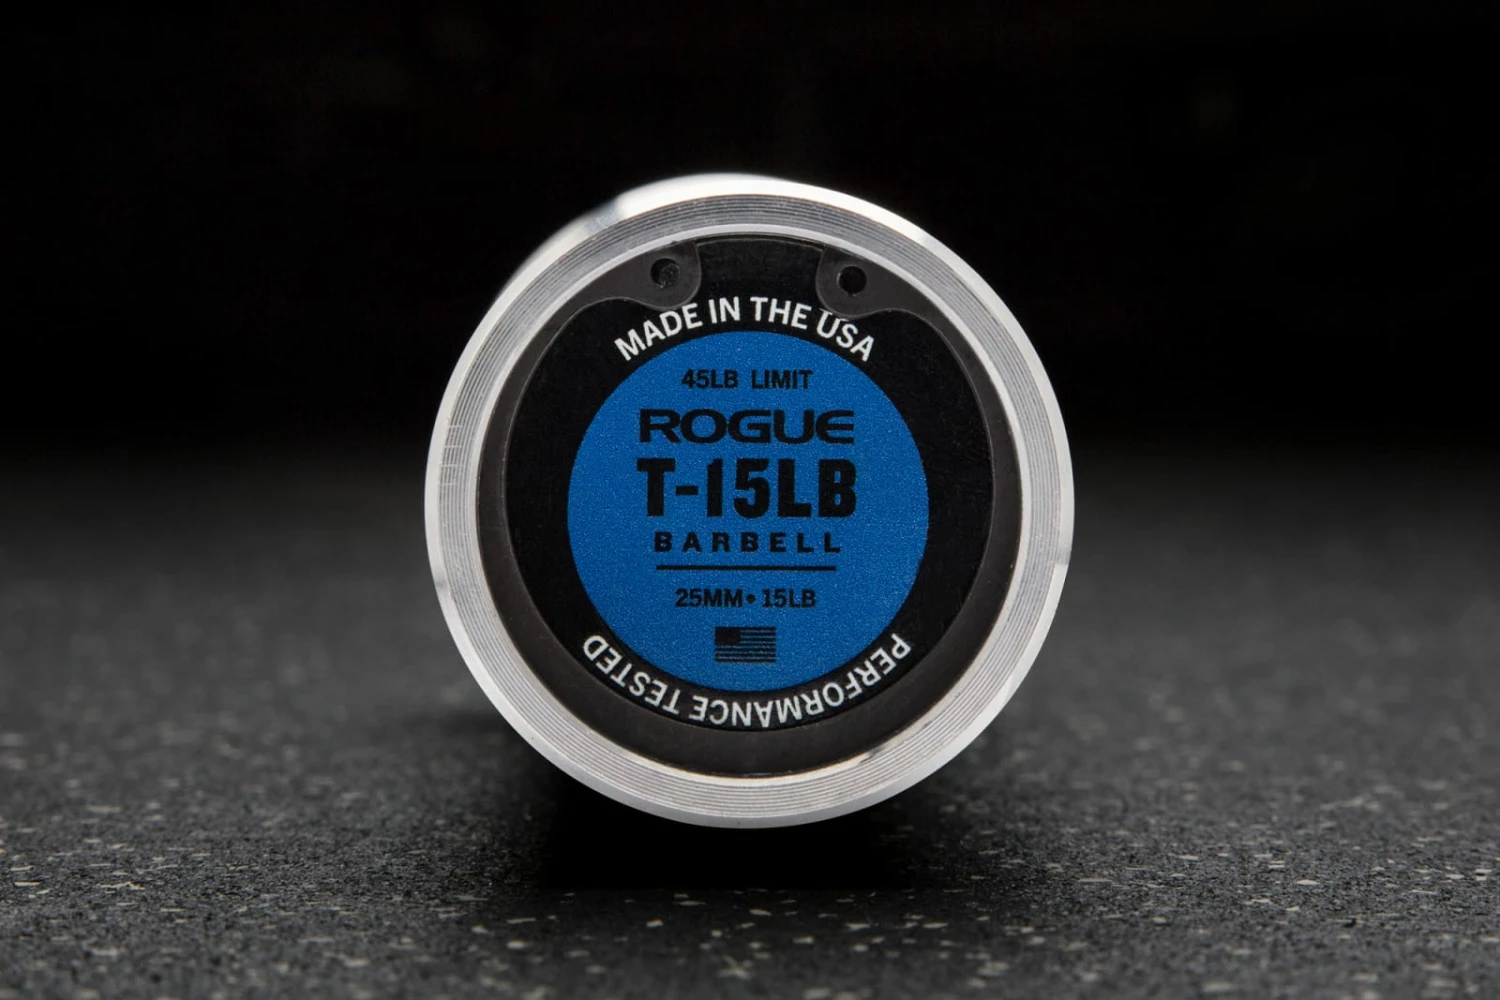 MADE IN THE USA
45LB LIMIT
ROGUE
T-15LB
BARBELL
25MM • 15LB
PERFORMANCE TESTED